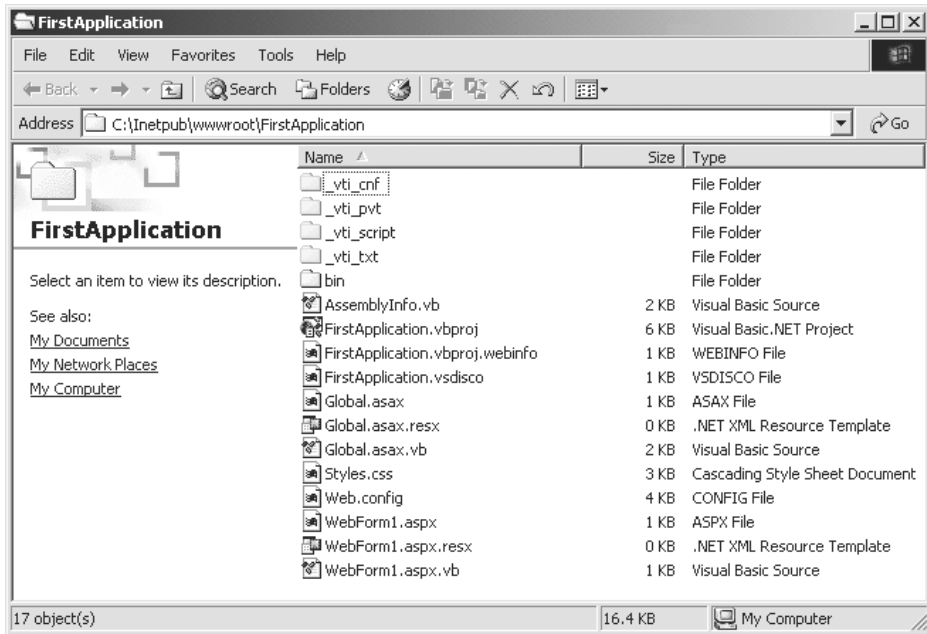 FirstApplication
File Edit View Favorites Tools Help
Back Search Folders
Address C:\Inetpub\wwwroot\FirstApplication Go
Name Size Type
_vti_cnf File Folder
_vti_pvt File Folder
_vti_script File Folder
_vti_txt File Folder
bin File Folder
AssemblyInfo.vb 2 KB Visual Basic Source
FirstApplication.vbproj 6 KB Visual Basic.NET Project
FirstApplication.vbproj.webinfo 1 KB WEBINFO File
FirstApplication.vsdisco 1 KB VSDISCO File
Global.asax 1 KB ASAX File
Global.asax.resx 0 KB .NET XML Resource Template
Global.asax.vb 2 KB Visual Basic Source
Styles.css 3 KB Cascading Style Sheet Document
Web.config 4 KB CONFIG File
WebForm1.aspx 1 KB ASPX File
WebForm1.aspx.resx 0 KB .NET XML Resource Template
WebForm1.aspx.vb 1 KB Visual Basic Source
FirstApplication
Select an item to view its description.
See also:
My Documents
My Network Places
My Computer
17 object(s) 16.4 KB My Computer